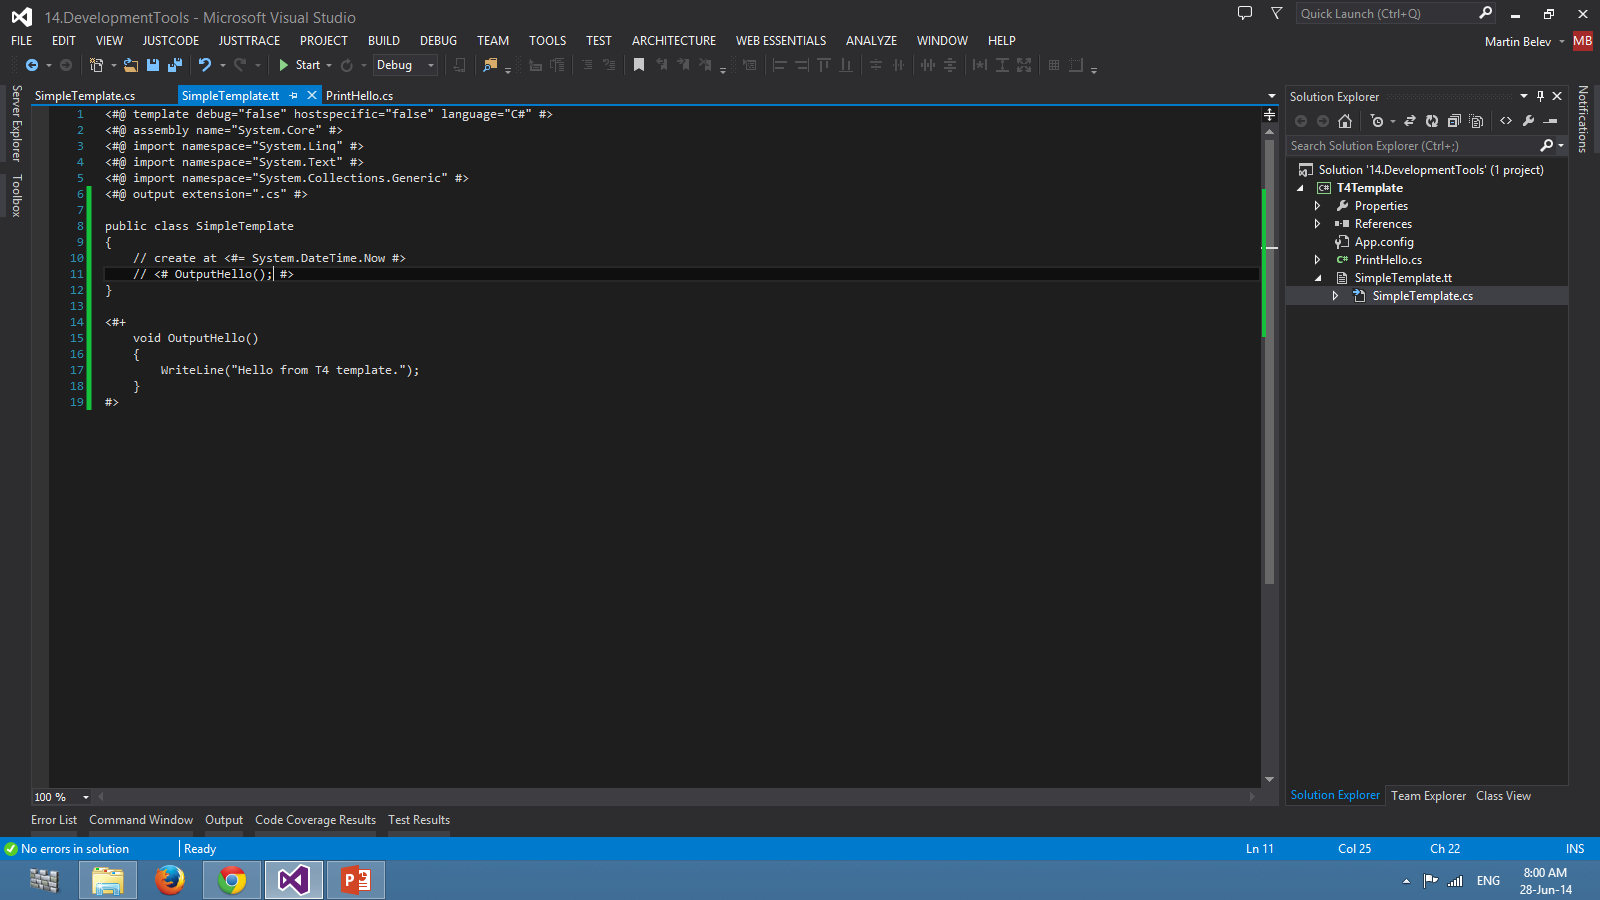 14.DevelopmentTools - Microsoft Visual Studio
Quick Launch (Ctrl+Q)
FILE EDIT VIEW JUSTCODE JUSTTRACE PROJECT BUILD DEBUG TEAM TOOLS TEST ARCHITECTURE WEB ESSENTIALS ANALYZE WINDOW HELP
Martin Belev MB
Start Debug
Server Explorer
Toolbox
SimpleTemplate.cs SimpleTemplate.tt PrintHello.cs
1 <#@ template debug="false" hostspecific="false" language="C#" #>
2 <#@ assembly name="System.Core" #>
3 <#@ import namespace="System.Linq" #>
4 <#@ import namespace="System.Text" #>
5 <#@ import namespace="System.Collections.Generic" #>
6 <#@ output extension=".cs" #>
7
8 public class SimpleTemplate
9 {
10 // create at <#= System.DateTime.Now #>
11 // <# OutputHello(); #>
12 }
13
14 <#+
15 void OutputHello()
16 {
17 WriteLine("Hello from T4 template.");
18 }
19 #>
100 %
Solution Explorer
Search Solution Explorer (Ctrl+;)
Solution '14.DevelopmentTools' (1 project)
C# T4Template
Properties
References
App.config
C# PrintHello.cs
SimpleTemplate.tt
SimpleTemplate.cs
Solution Explorer Team Explorer Class View
Notifications
Error List Command Window Output Code Coverage Results Test Results
No errors in solution Ready Ln 11 Col 25 Ch 22 INS
ENG
8:00 AM
28-Jun-14